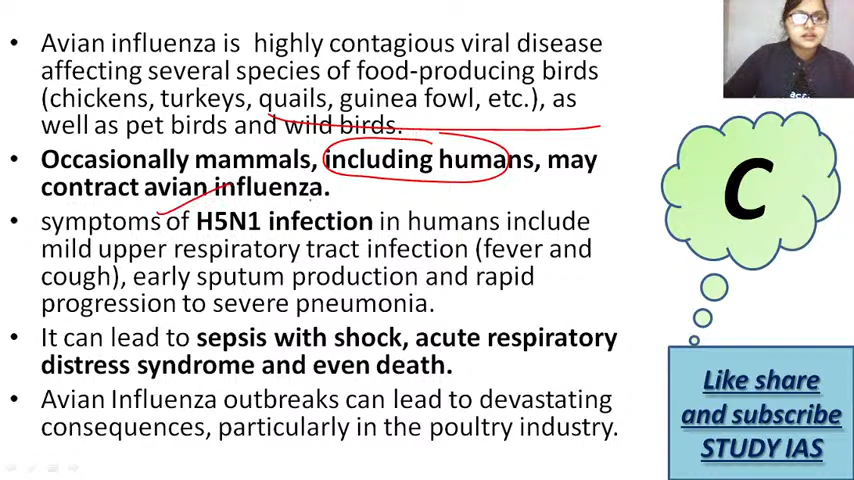 • Avian influenza is highly contagious viral disease
affecting several species of food-producing birds
(chickens, turkeys, quails, guinea fowl, etc.), as
well as pet birds and wild birds.
• Occasionally mammals, including humans, may
contract avian influenza.
• symptoms of H5N1 infection in humans include
mild upper respiratory tract infection (fever and
cough), early sputum production and rapid
progression to severe pneumonia.
• It can lead to sepsis with shock, acute respiratory
distress syndrome and even death.
• Avian Influenza outbreaks can lead to devastating
consequences, particularly in the poultry industry.
C
Like share
and subscribe
STUDY IAS